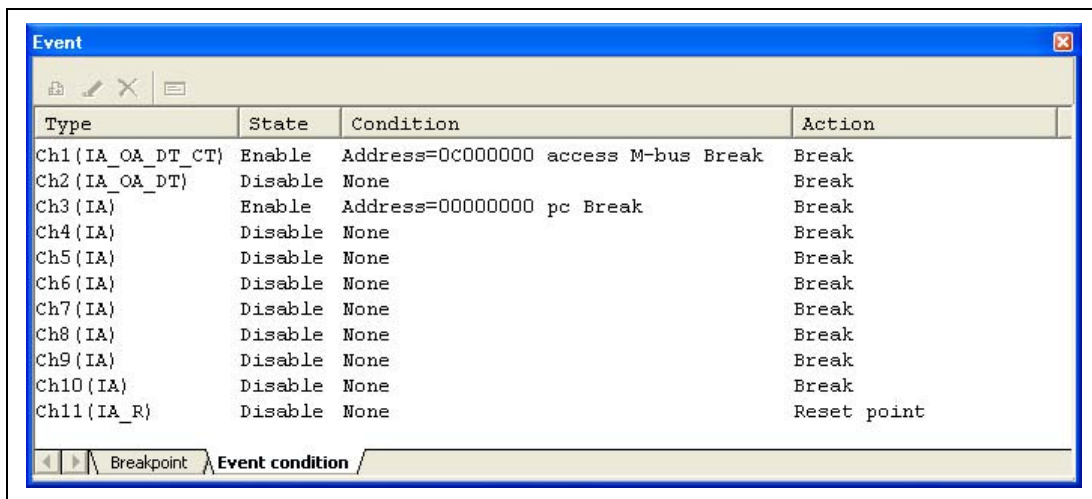 Event
Type State Condition Action
Ch1(IA_OA_DT_CT) Enable Address=0C000000 access M-bus Break Break
Ch2(IA_OA_DT) Disable None Break
Ch3(IA) Enable Address=00000000 pc Break Break
Ch4(IA) Disable None Break
Ch5(IA) Disable None Break
Ch6(IA) Disable None Break
Ch7(IA) Disable None Break
Ch8(IA) Disable None Break
Ch9(IA) Disable None Break
Ch10(IA) Disable None Break
Ch11(IA_R) Disable None Reset point
Breakpoint Event condition